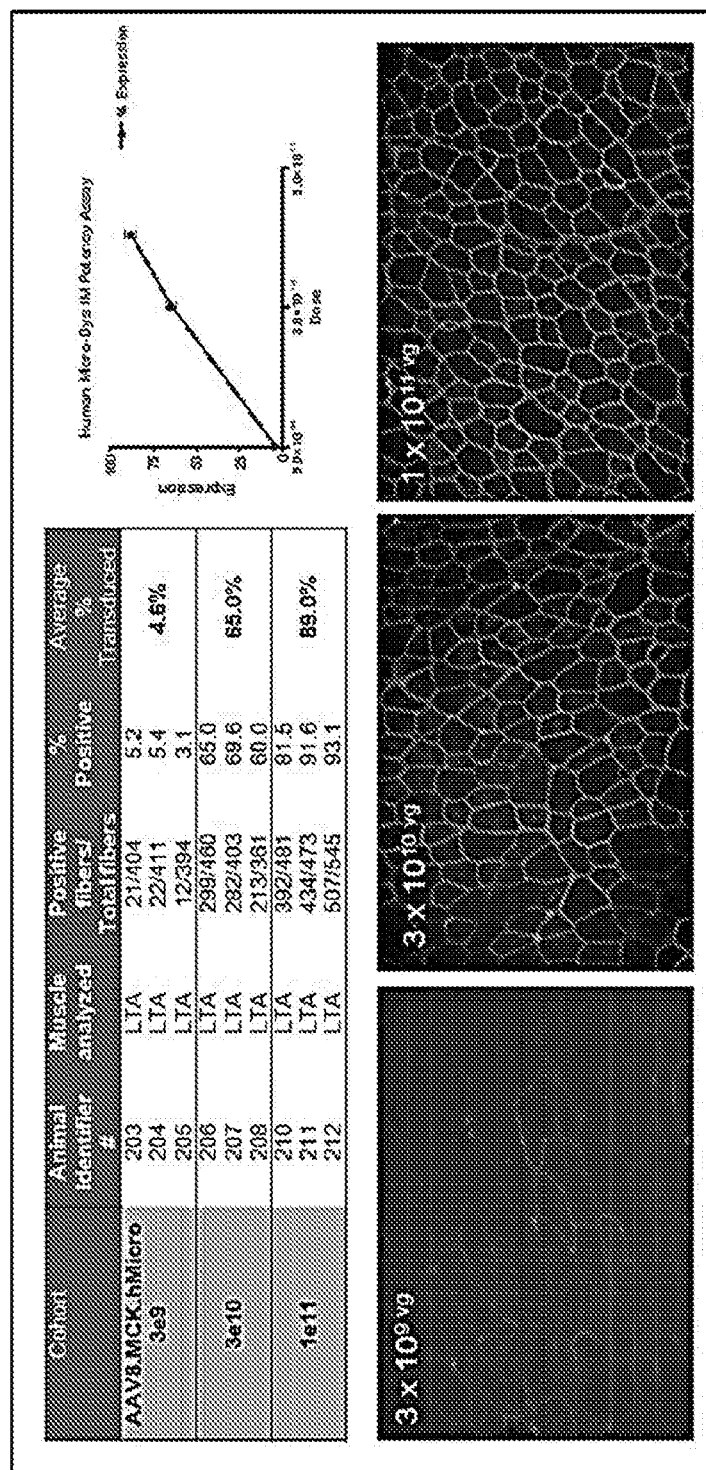 Cohort Animal Identifier # Muscle analyzed Positive fibers/ Total fibers % Positive Average % Transduced
AAV8.MCK.hMicro
3e9
203 LTA 21/404 5.2
204 LTA 22/411 5.4
205 LTA 12/394 3.1
4.6%
3e10
206 LTA 299/460 65.0
207 LTA 282/403 69.6
209 LTA 213/361 60.0
65.0%
1e11
210 LTA 392/481 81.5
211 LTA 434/473 91.6
212 LTA 507/545 93.1
89.0%
Human Micro-Dys IM Potency Assay
% Expression
Expression
100
75
50
25
0
Dose
3 x 10⁹ vg
3 x 10¹⁰ vg
1 x 10¹¹ vg